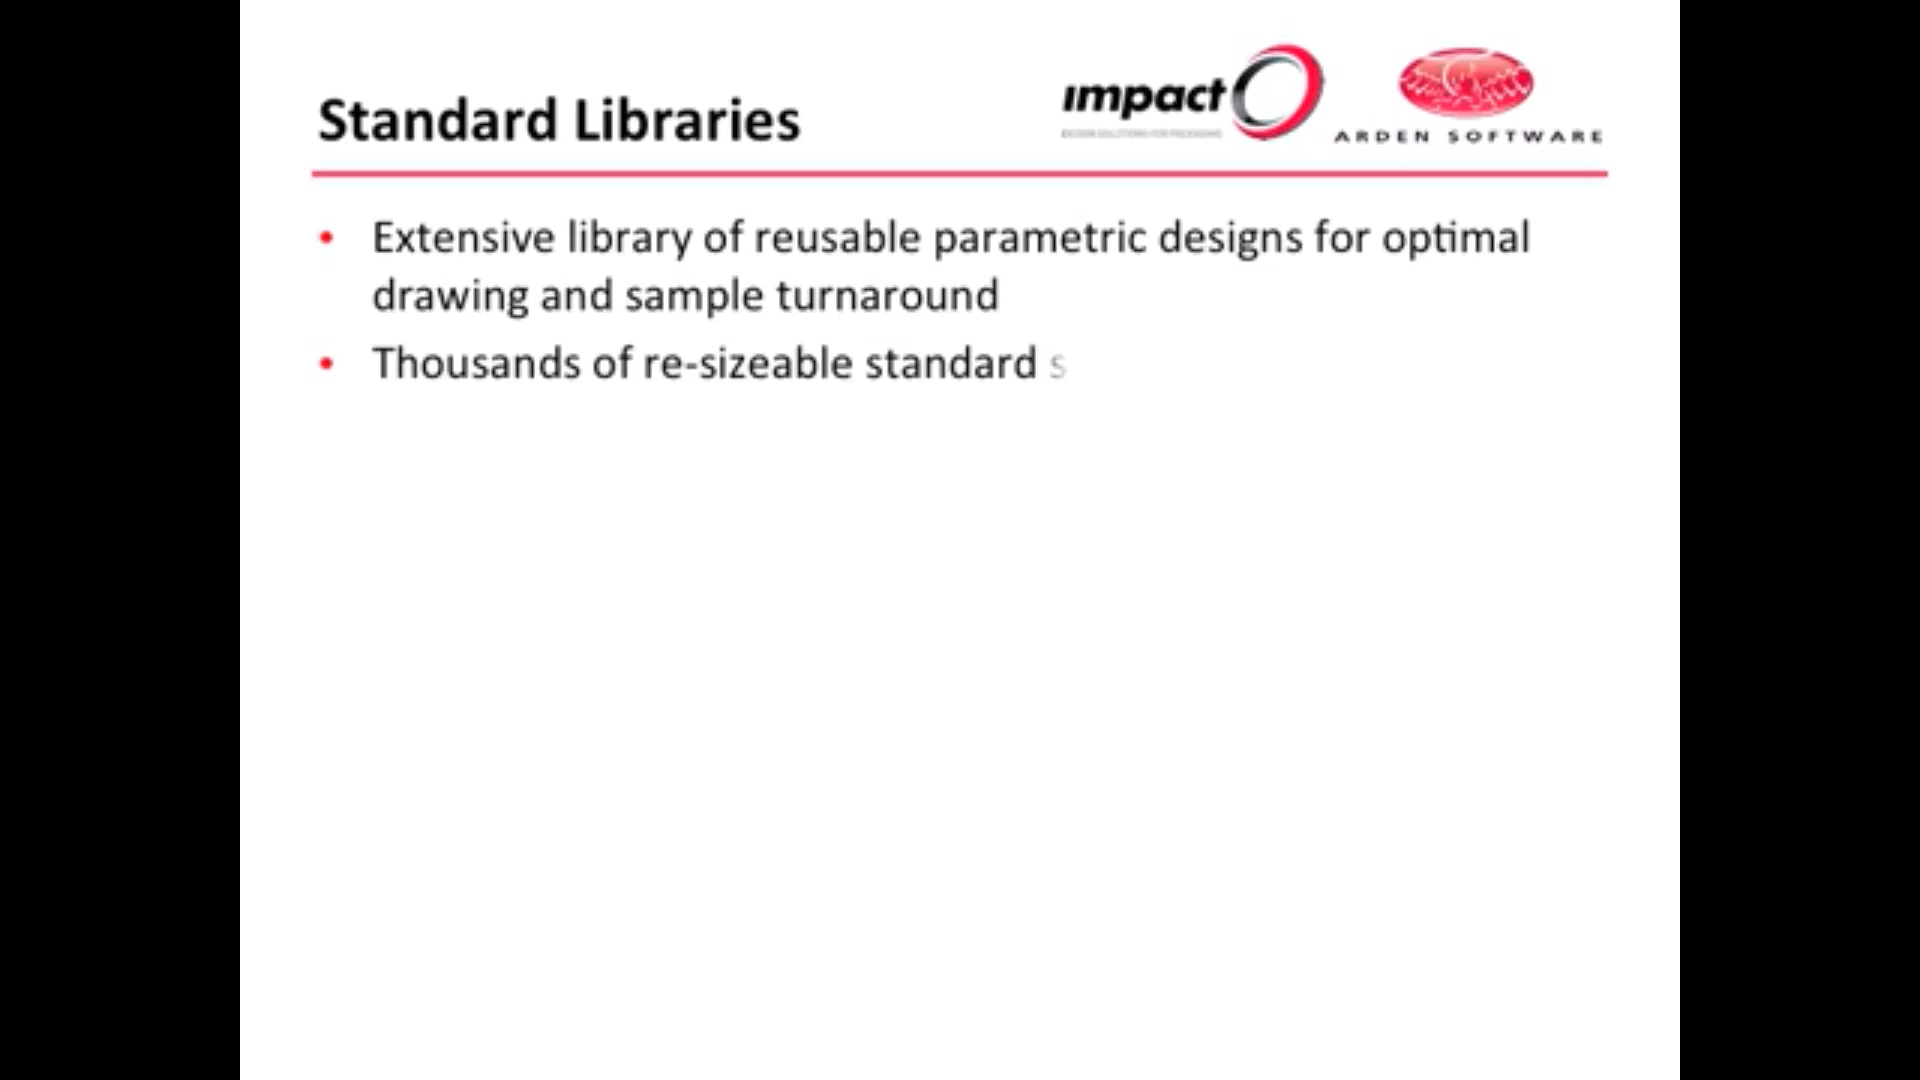 impact
ARDEN SOFTWARE
Standard Libraries
• Extensive library of reusable parametric designs for optimal
drawing and sample turnaround
• Thousands of re-sizeable standard s